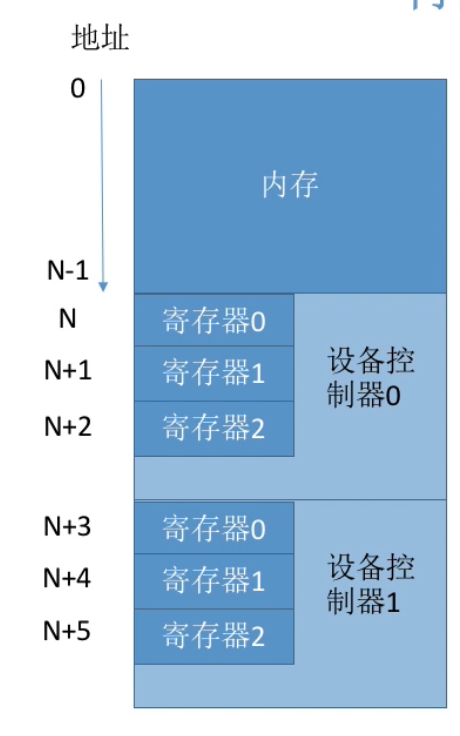 地址
0
内存
N-1
N
寄存器0
N+1
寄存器1
设备控
制器0
N+2
寄存器2
N+3
寄存器0
N+4
寄存器1
设备控
制器1
N+5
寄存器2